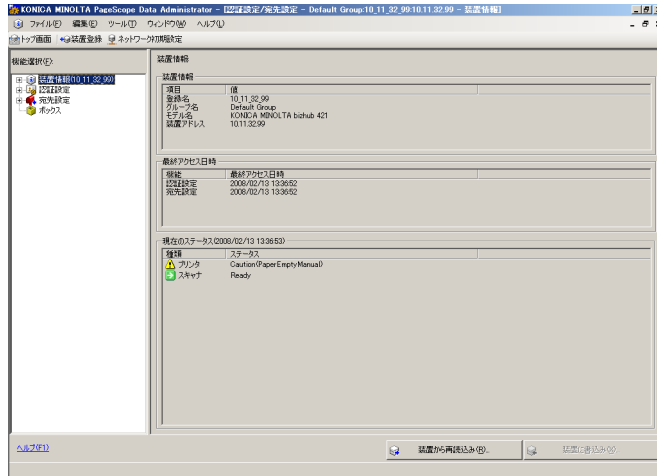 KONICA MINOLTA PageScope Data Administrator - [認証設定/宛先設定 - Default Group:10_11_32_99:10.11.32.99 - 装置情報]
ファイル(F) 編集(E) ツール(T) ウィンドウ(W) ヘルプ(L)
トップ画面 装置登録 ネットワーク初期設定
機能選択(F):
装置情報(10_11_32_99)
認証設定
宛先設定
ボックス
装置情報
装置情報
項目 値
登録名 10_11_32_99
グループ名 Default Group
モデル名 KONICA MINOLTA bizhub 421
装置アドレス 10.11.32.99
最終アクセス日時
機能 最終アクセス日時
認証設定 2008/02/13 13:36:52
宛先設定 2008/02/13 13:36:52
現在のステータス(2008/02/13 13:36:53)
種類 ステータス
プリンタ Caution(PaperEmptyManual)
スキャナ Ready
ヘルプ(F1)
装置から再読込み(R)...
装置に書込み